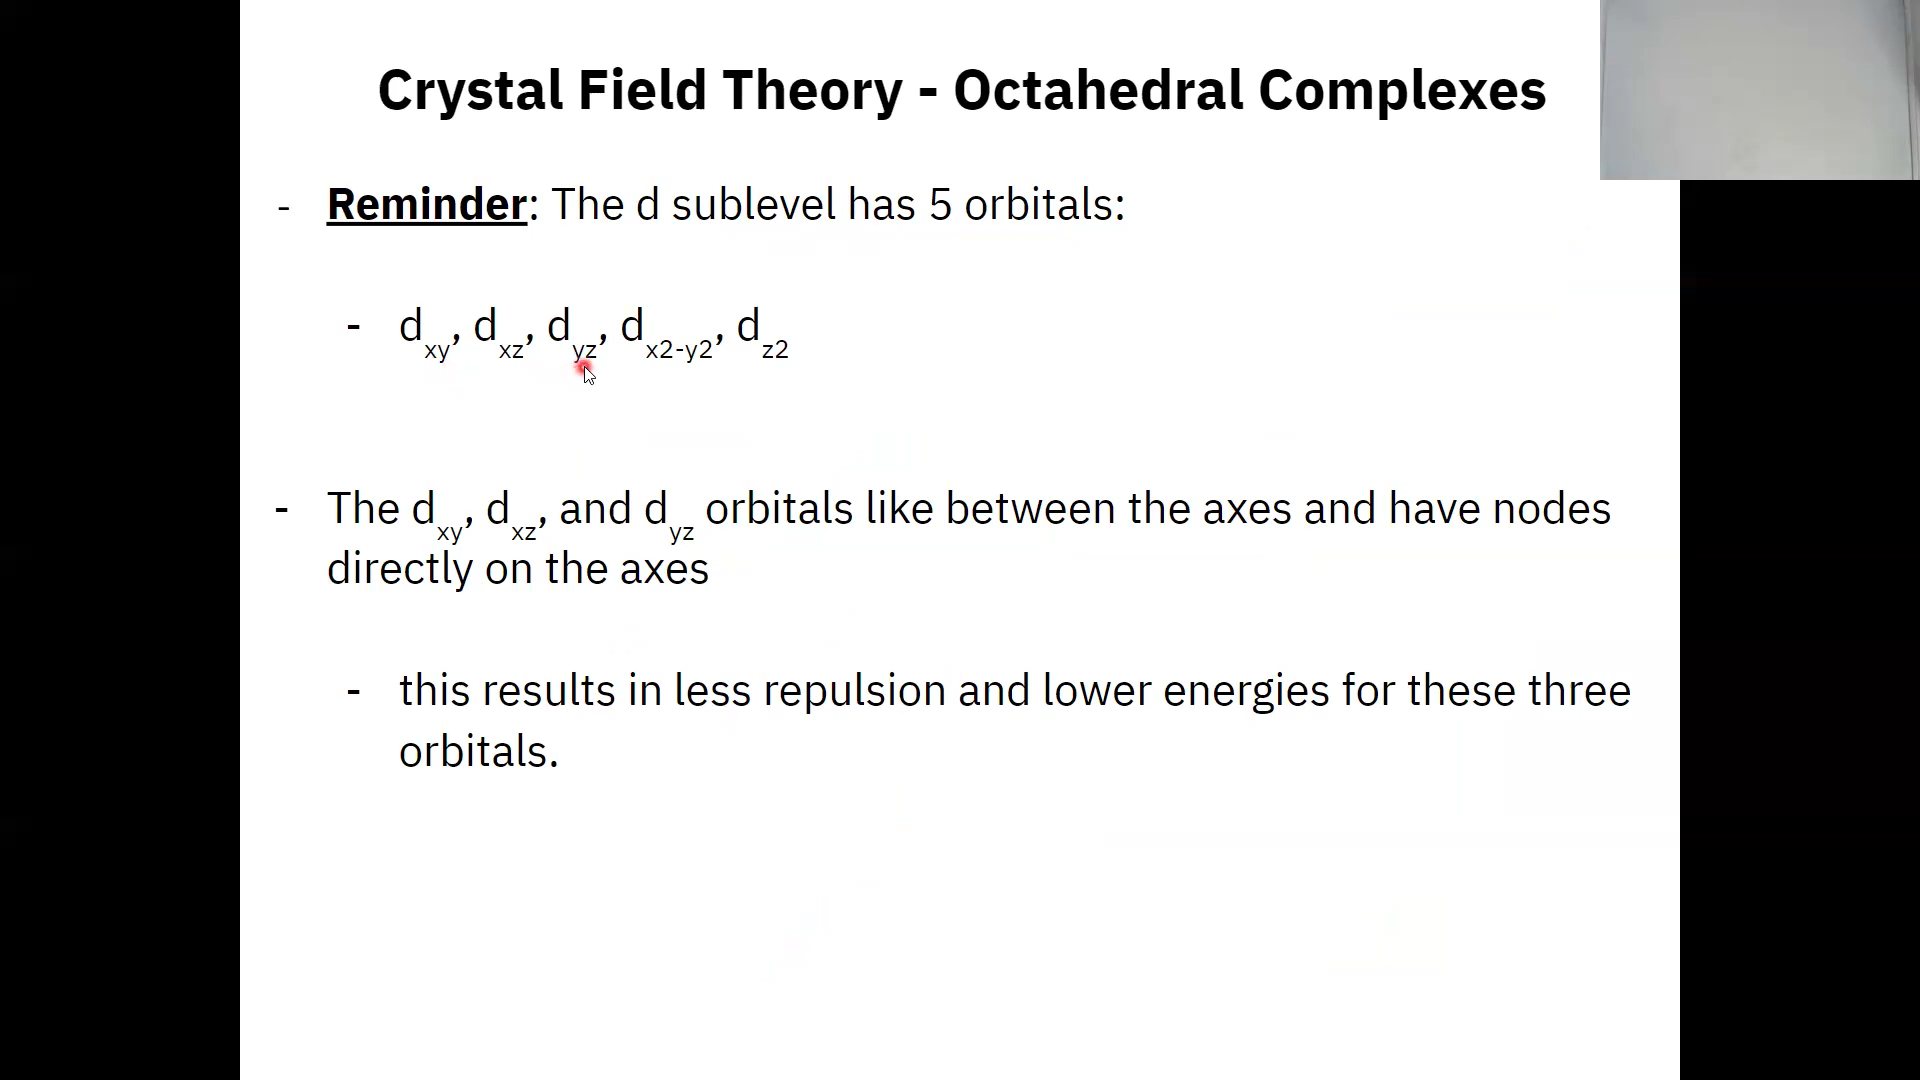 Crystal Field Theory - Octahedral Complexes
- Reminder: The d sublevel has 5 orbitals:
- dxy, dxz, dyz, dx2-y2, dz2
- The dxy, dxz, and dyz orbitals like between the axes and have nodes
directly on the axes
- this results in less repulsion and lower energies for these three
orbitals.